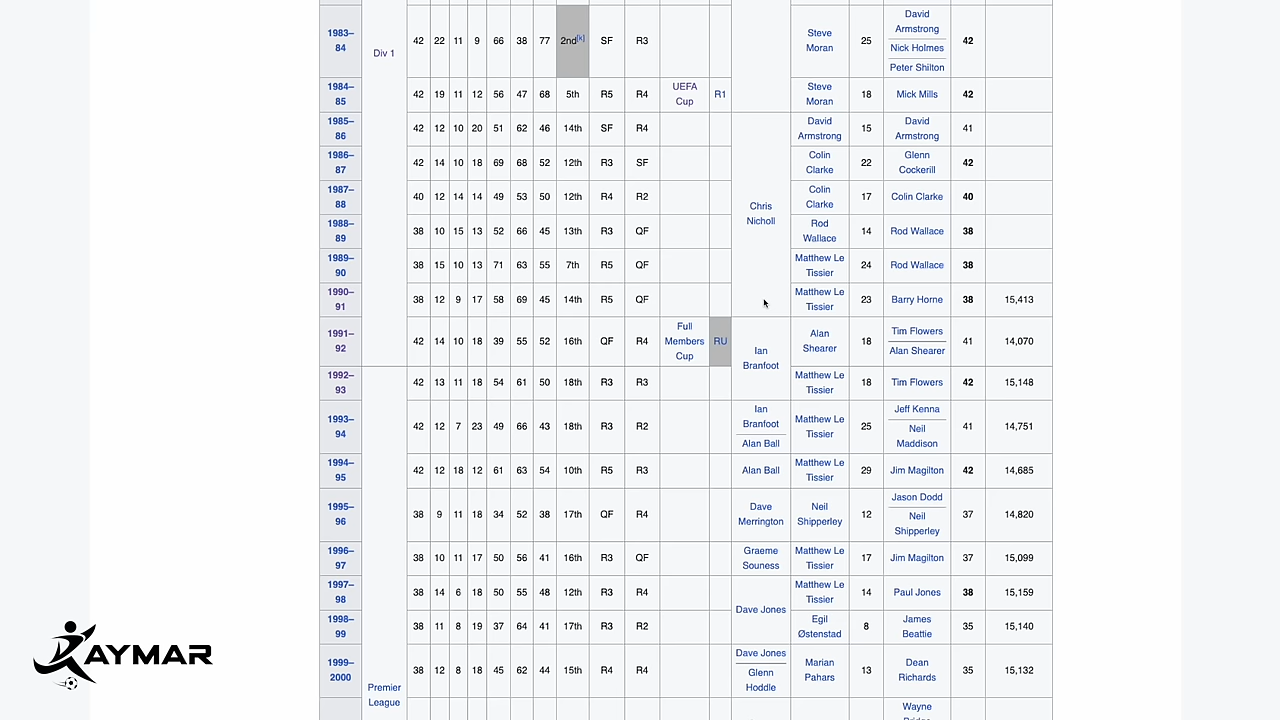 1983–84 Div 1 42 22 11 9 66 38 77 2nd[k] SF R3 Steve Moran 25 David Armstrong Nick Holmes Peter Shilton 42
1984–85 42 19 11 12 56 47 68 5th R5 R4 UEFA Cup R1 Steve Moran 18 Mick Mills 42
1985–86 42 12 10 20 51 62 46 14th SF R4 Chris Nicholl David Armstrong 15 David Armstrong 41
1986–87 42 14 10 18 69 68 52 12th R3 SF Colin Clarke 22 Glenn Cockerill 42
1987–88 40 12 14 14 49 53 50 12th R4 R2 Colin Clarke 17 Colin Clarke 40
1988–89 38 10 15 13 52 66 45 13th R3 QF Rod Wallace 14 Rod Wallace 38
1989–90 38 15 10 13 71 63 55 7th R5 QF Matthew Le Tissier 24 Rod Wallace 38
1990–91 38 12 9 17 58 69 45 14th R5 QF Matthew Le Tissier 23 Barry Horne 38 15,413
1991–92 42 14 10 18 39 55 52 16th QF R4 Full Members Cup RU Ian Branfoot Alan Shearer 18 Tim Flowers Alan Shearer 41 14,070
1992–93 Premier League 42 13 11 18 54 61 50 18th R3 R3 Matthew Le Tissier 18 Tim Flowers 42 15,148
1993–94 42 12 7 23 49 66 43 18th R3 R2 Ian Branfoot Alan Ball Matthew Le Tissier 25 Jeff Kenna Neil Maddison 41 14,751
1994–95 42 12 18 12 61 63 54 10th R5 R3 Alan Ball Matthew Le Tissier 29 Jim Magilton 42 14,685
1995–96 38 9 11 18 34 52 38 17th QF R4 Dave Merrington Neil Shipperley 12 Jason Dodd Neil Shipperley 37 14,820
1996–97 38 10 11 17 50 56 41 16th R3 QF Graeme Souness Matthew Le Tissier 17 Jim Magilton 37 15,099
1997–98 38 14 6 18 50 55 48 12th R3 R4 Dave Jones Matthew Le Tissier 14 Paul Jones 38 15,159
1998–99 38 11 8 19 37 64 41 17th R3 R2 Egil Østenstad 8 James Beattie 35 15,140
1999–2000 38 12 8 18 45 62 44 15th R4 R4 Dave Jones Glenn Hoddle Marian Pahars 13 Dean Richards 35 15,132
Wayne
KAYMAR